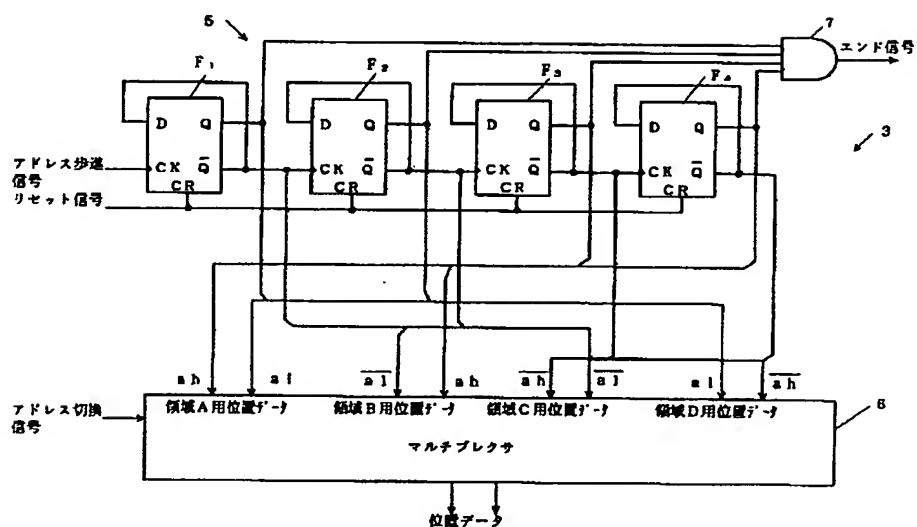 5
7
エンド信号
F₁
F₂
F₃
F₄
D Q
D Q
D Q
D Q
3
アドレス歩進
信号
CK Q̅
CK Q̅
CK Q̅
CK Q̅
CR
CR
CR
CR
リセット信号
ah al a̅l̅ ah a̅h̅ a̅l̅ al a̅h̅
アドレス切換
信号
領域A用位置データ 領域B用位置データ 領域C用位置データ 領域D用位置データ
6
マルチプレクサ
位置データ